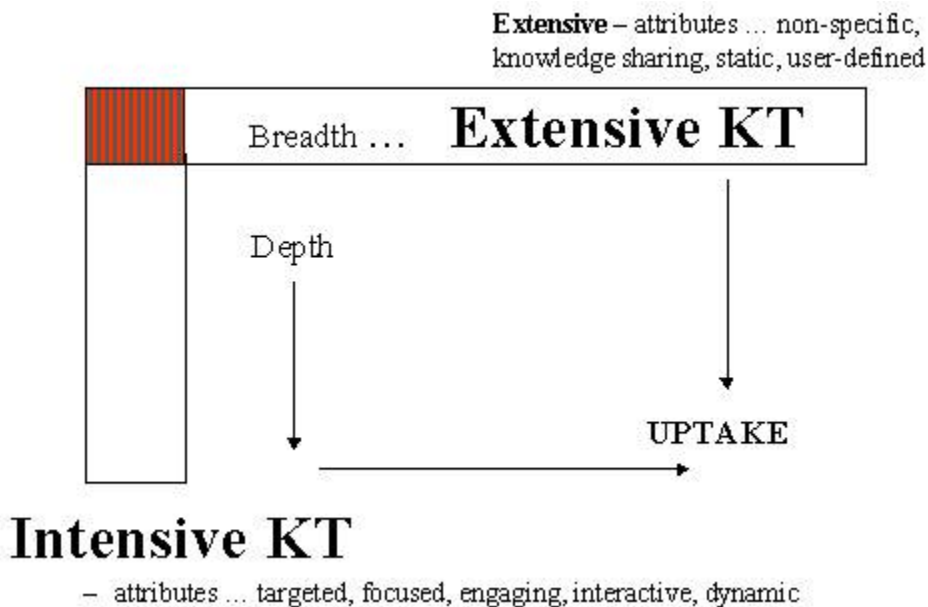 Extensive – attributes ... non-specific,
knowledge sharing, static, user-defined
Breadth ... Extensive KT
Depth
UPTAKE
Intensive KT
– attributes ... targeted, focused, engaging, interactive, dynamic